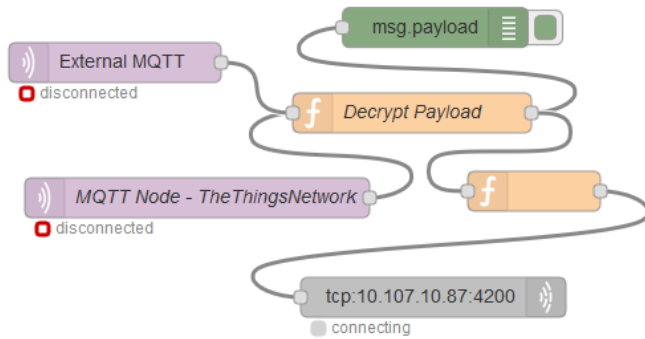 msg.payload
External MQTT
disconnected
Decrypt Payload
MQTT Node - TheThingsNetwork
disconnected
tcp:10.107.10.87:4200
connecting